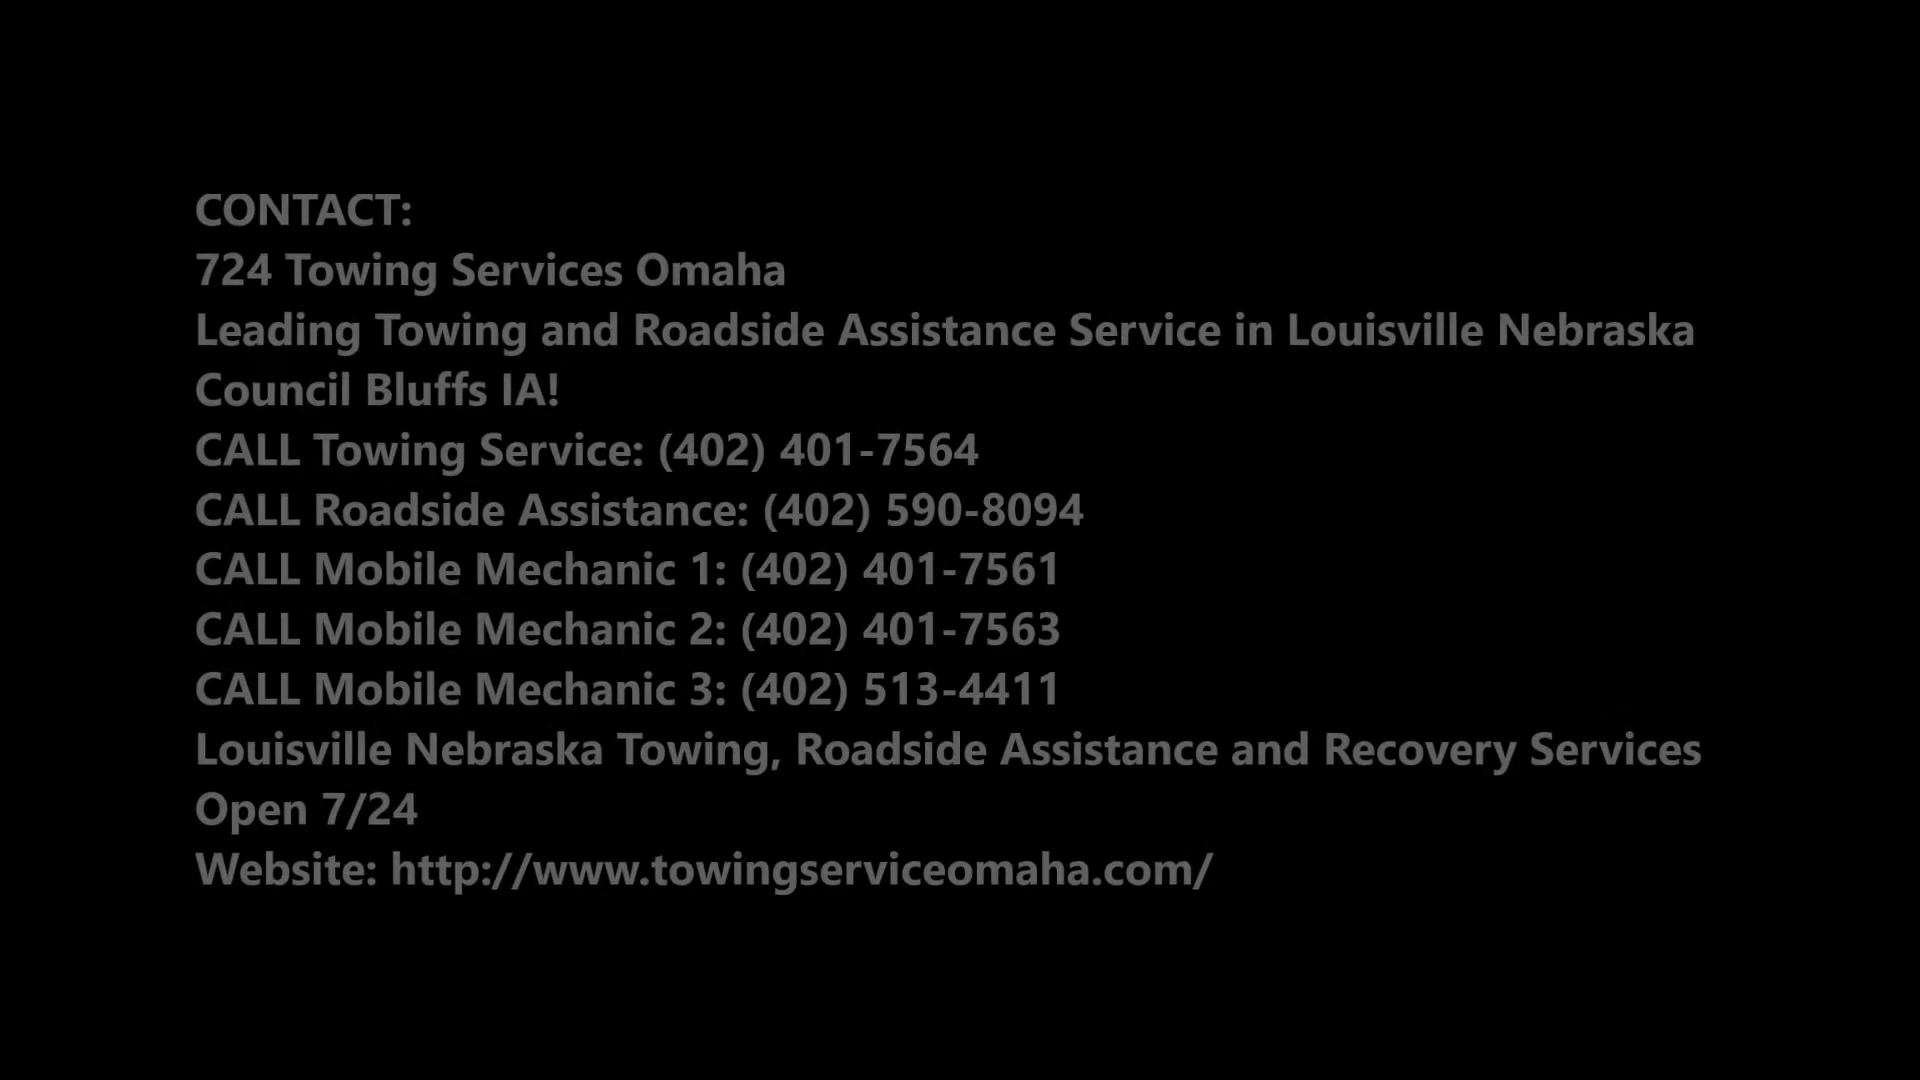 CONTACT:
724 Towing Services Omaha
Leading Towing and Roadside Assistance Service in Louisville Nebraska
Council Bluffs IA!
CALL Towing Service: (402) 401-7564
CALL Roadside Assistance: (402) 590-8094
CALL Mobile Mechanic 1: (402) 401-7561
CALL Mobile Mechanic 2: (402) 401-7563
CALL Mobile Mechanic 3: (402) 513-4411
Louisville Nebraska Towing, Roadside Assistance and Recovery Services
Open 7/24
Website: http://www.towingserviceomaha.com/